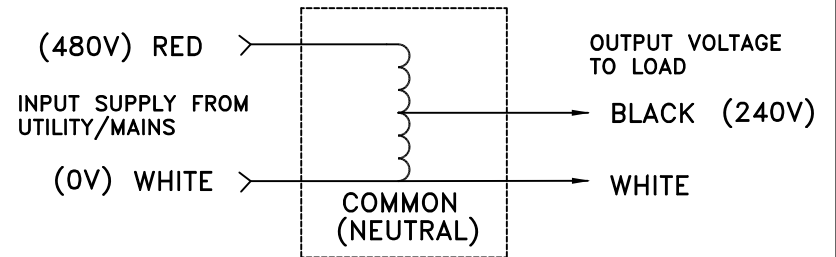 (480V) RED
INPUT SUPPLY FROM
UTILITY/MAINS
(0V) WHITE
COMMON
(NEUTRAL)
OUTPUT VOLTAGE
TO LOAD
BLACK (240V)
WHITE